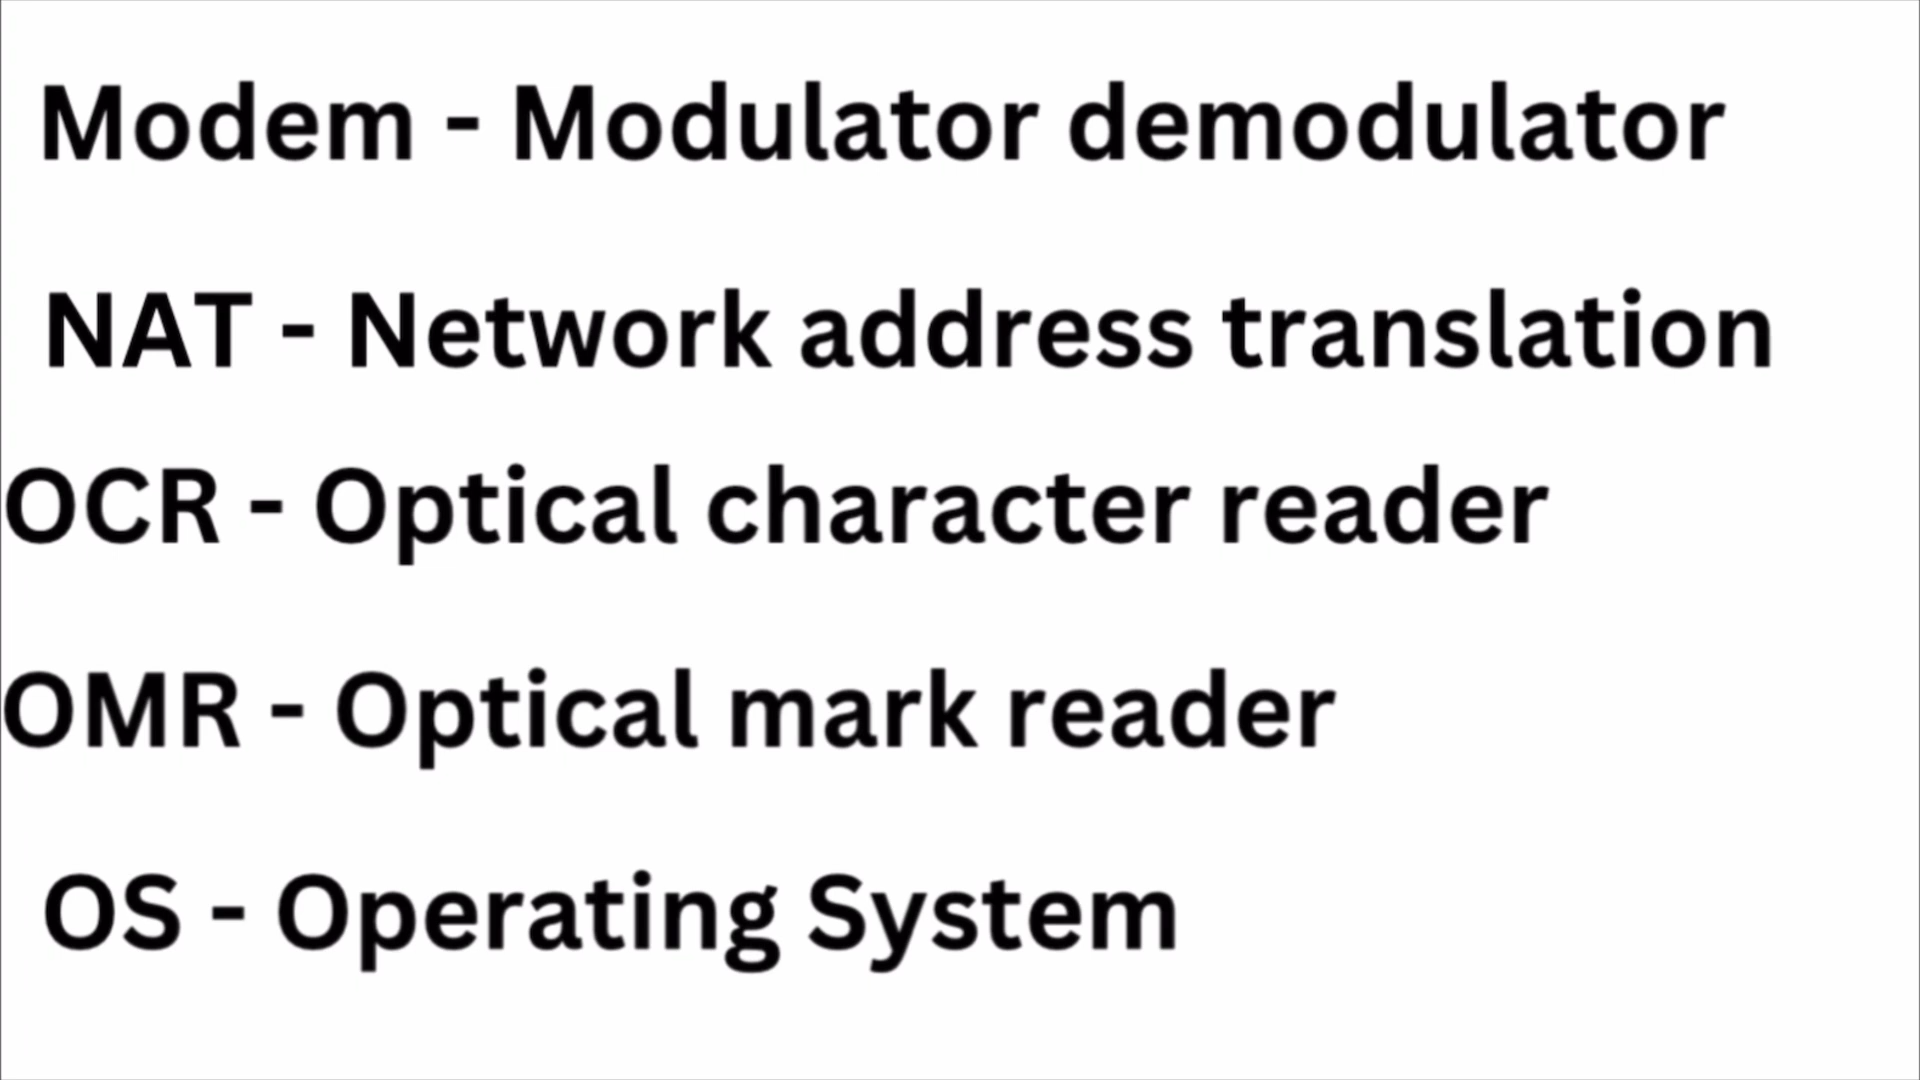 Modem - Modulator demodulator
NAT - Network address translation
OCR - Optical character reader
OMR - Optical mark reader
OS - Operating System